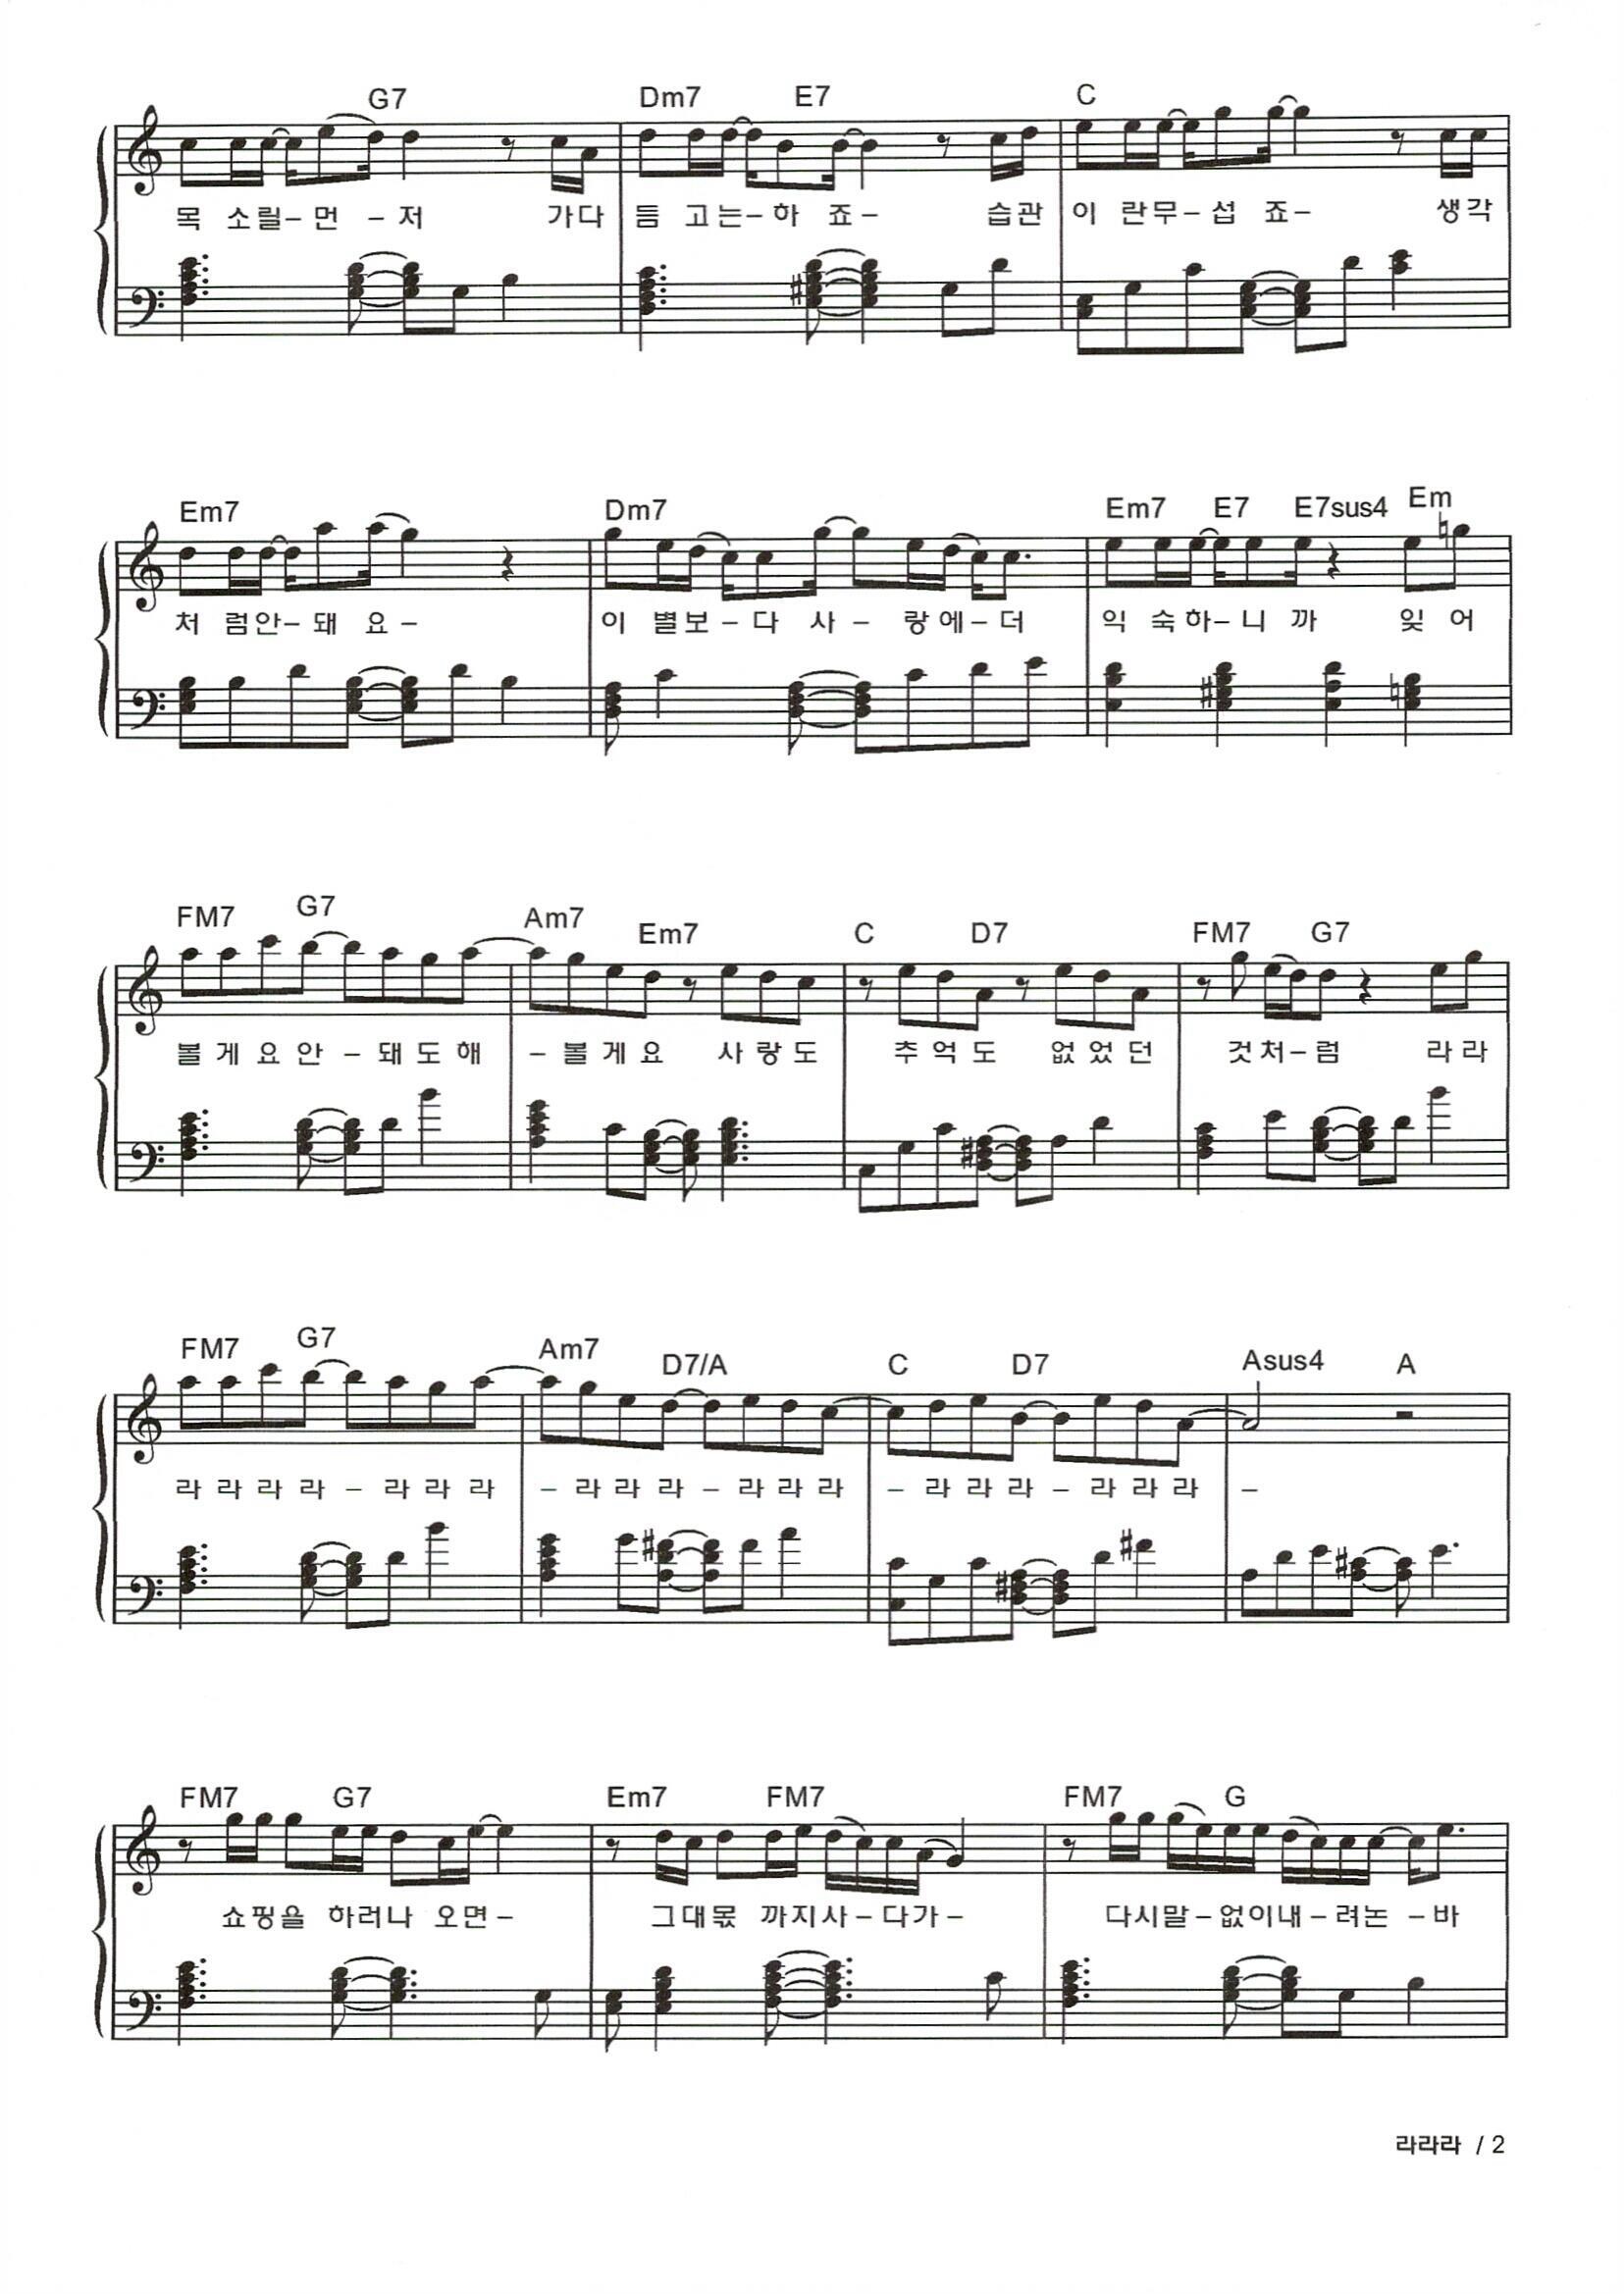 G7 Dm7 E7 C
목 소릴–먼 –저 가다 듬 고는–하 죠– 습관 이 란무–섭 죠– 생각
Em7 Dm7 Em7 E7 E7sus4 Em
처 럼안–돼 요– 이 별보–다 사–랑에–더 익 숙하–니 까 잊 어
FM7 G7 Am7 Em7 C D7 FM7 G7
볼 게 요 안 – 돼 도 해 – 볼 게 요 사 랑 도 추 억 도 없 었 던 것 처–럼 라 라
FM7 G7 Am7 D7/A C D7 Asus4 A
라 라 라 라 – 라 라 라 – 라 라 라 – 라 라 라 – 라 라 라 – 라 라 라 –
FM7 G7 Em7 FM7 FM7 G
쇼핑을 하러나 오면– 그대몫 까지사–다가– 다시말–없이내–려논 –바
라라라 / 2